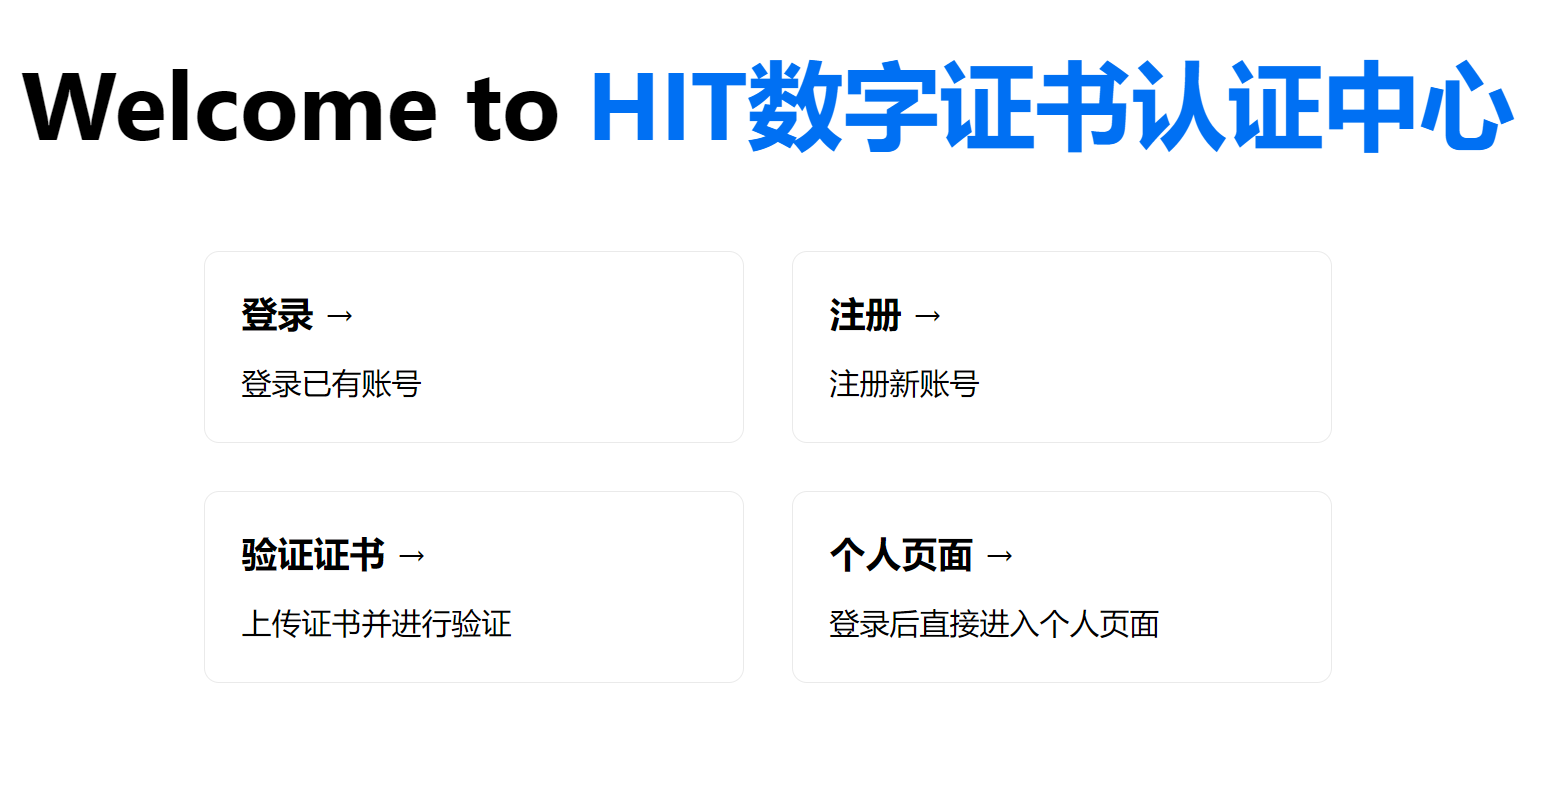 Welcome to HIT数字证书认证中心
登录 →
登录已有账号
注册 →
注册新账号
验证证书 →
上传证书并进行验证
个人页面 →
登录后直接进入个人页面